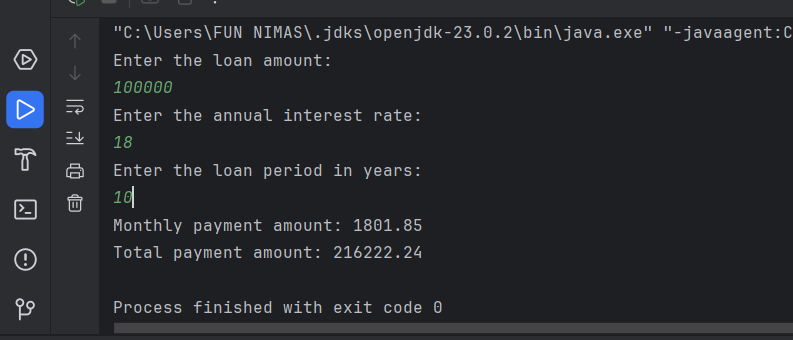 "C:\Users\FUN NIMAS\.jdks\openjdk-23.0.2\bin\java.exe" "-javaagent:C
Enter the loan amount:
100000
Enter the annual interest rate:
18
Enter the loan period in years:
10
Monthly payment amount: 1801.85
Total payment amount: 216222.24
Process finished with exit code 0